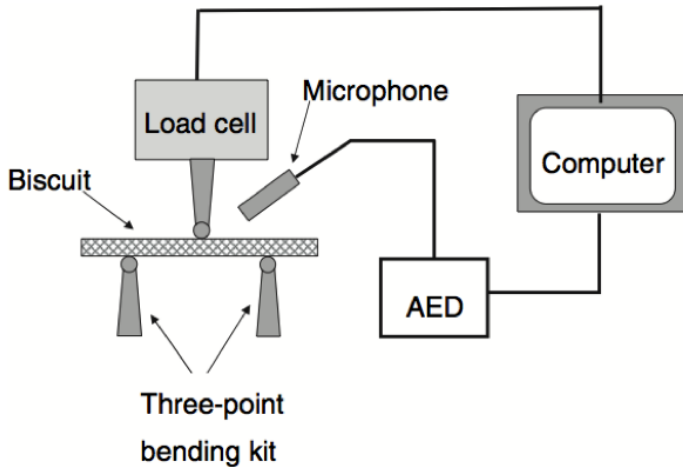 Microphone
Load cell
Computer
Biscuit
AED
Three-point
bending kit